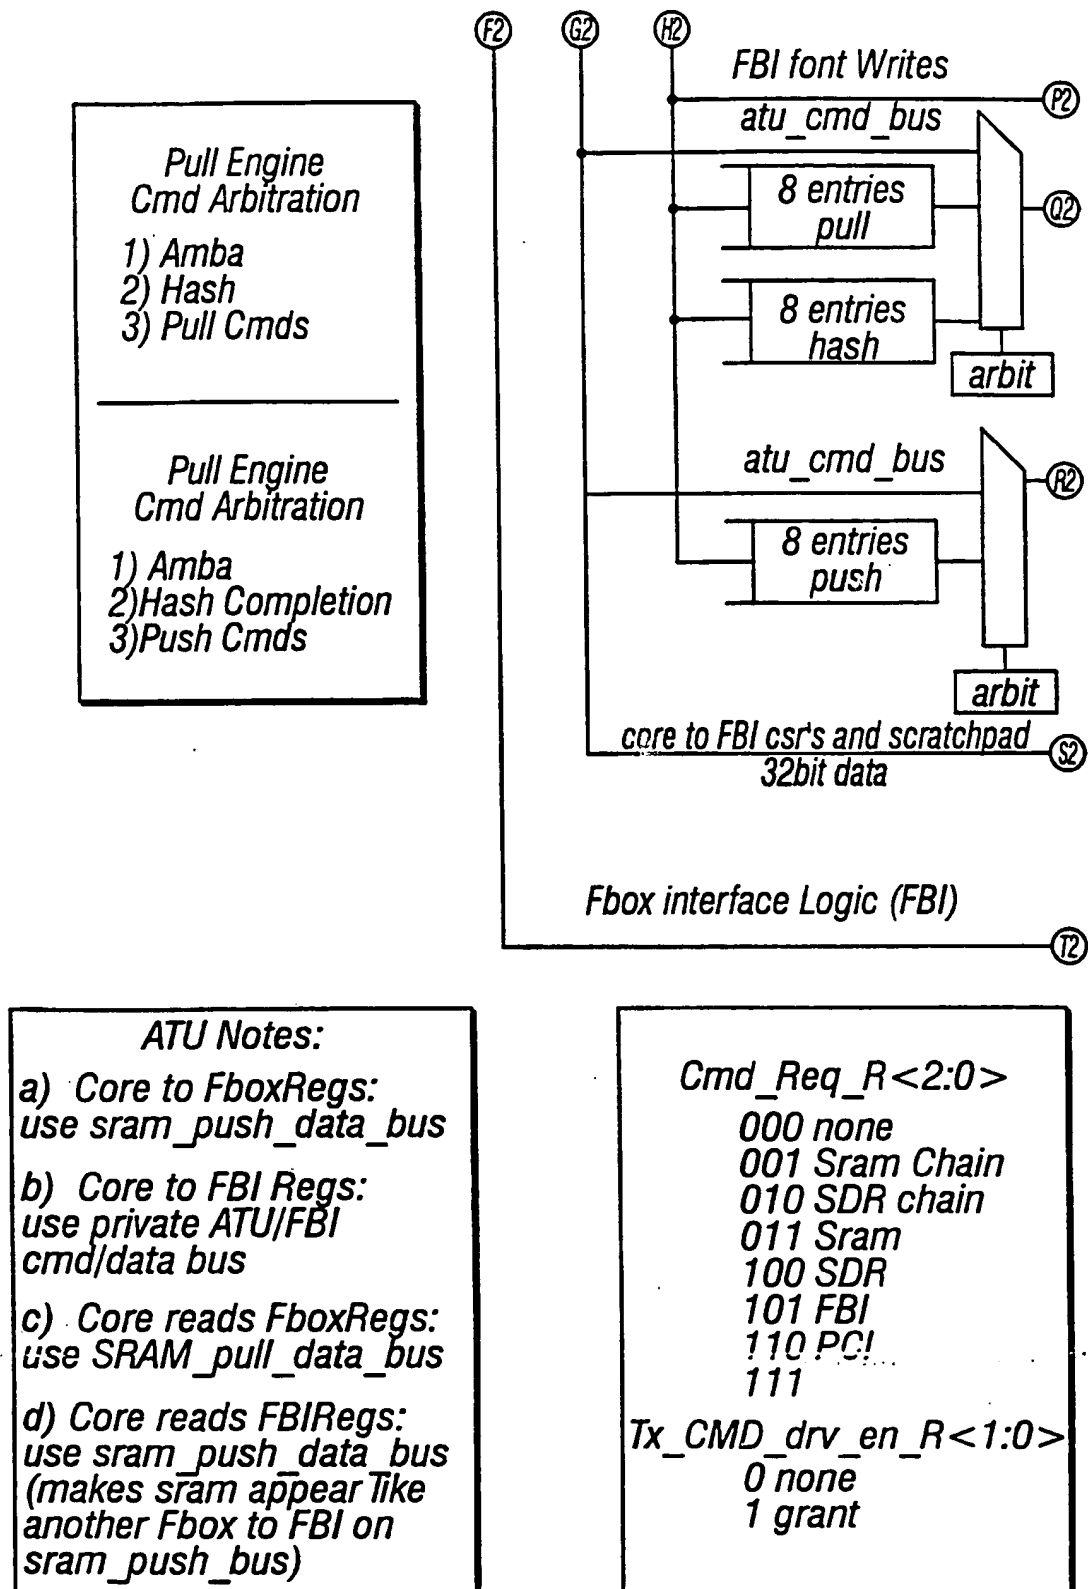 F2 G2 H2
FBI font Writes
P2
atu_cmd_bus
8 entries
pull
Q2
8 entries
hash
arbit
Pull Engine
Cmd Arbitration
1) Amba
2) Hash
3) Pull Cmds
Pull Engine
Cmd Arbitration
1) Amba
2)Hash Completion
3)Push Cmds
atu_cmd_bus
R2
8 entries
push
arbit
core to FBI csr's and scratchpad
S2
32bit data
Fbox interface Logic (FBI)
T2
ATU Notes:
a) Core to FboxRegs:
use sram_push_data_bus
b) Core to FBI Regs:
use private ATU/FBI
cmd/data bus
c) Core reads FboxRegs:
use SRAM_pull_data_bus
d) Core reads FBIRegs:
use sram_push_data_bus
(makes sram appear like
another Fbox to FBI on
sram_push_bus)
Cmd_Req_R<2:0>
000 none
001 Sram Chain
010 SDR chain
011 Sram
100 SDR
101 FBI
110 PCI
111
Tx_CMD_drv_en_R<1:0>
0 none
1 grant